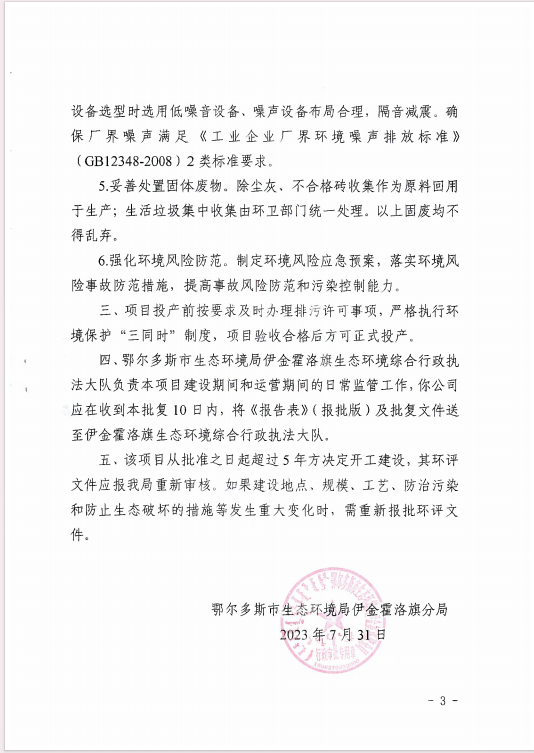 设备选型时选用低噪音设备、噪声设备布局合理，隔音减震。确
保厂界噪声满足《工业企业厂界环境噪声排放标准》
（GB12348-2008）2 类标准要求。
5.妥善处置固体废物。除尘灰、不合格砖收集作为原料回用
于生产；生活垃圾集中收集由环卫部门统一处理。以上固废均不
得乱弃。
6.强化环境风险防范。制定环境风险应急预案，落实环境风
险事故防范措施，提高事故风险防范和污染控制能力。
三、项目投产前按要求及时办理排污许可事项，严格执行环
境保护“三同时”制度，项目验收合格后方可正式投产。
四、鄂尔多斯市生态环境局伊金霍洛旗生态环境综合行政执
法大队负责本项目建设期间和运营期间的日常监管工作，你公司
应在收到本批复 10 日内，将《报告表》（报批版）及批复文件送
至伊金霍洛旗生态环境综合行政执法大队。
五、该项目从批准之日起超过 5 年方决定开工建设，其环评
文件应报我局重新审核。如果建设地点、规模、工艺、防治污染
和防止生态破坏的措施等发生重大变化时，需重新报批环评文
件。
鄂尔多斯市生态环境局伊金霍洛旗分局
2023 年 7 月 31 日
- 3 -